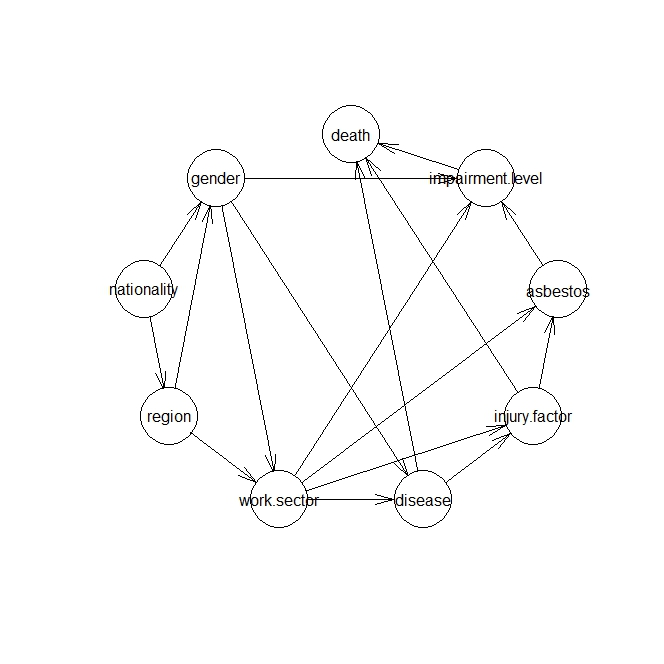 death
gender
impairment.level
nationality
asbestos
region
injury.factor
work.sector
disease